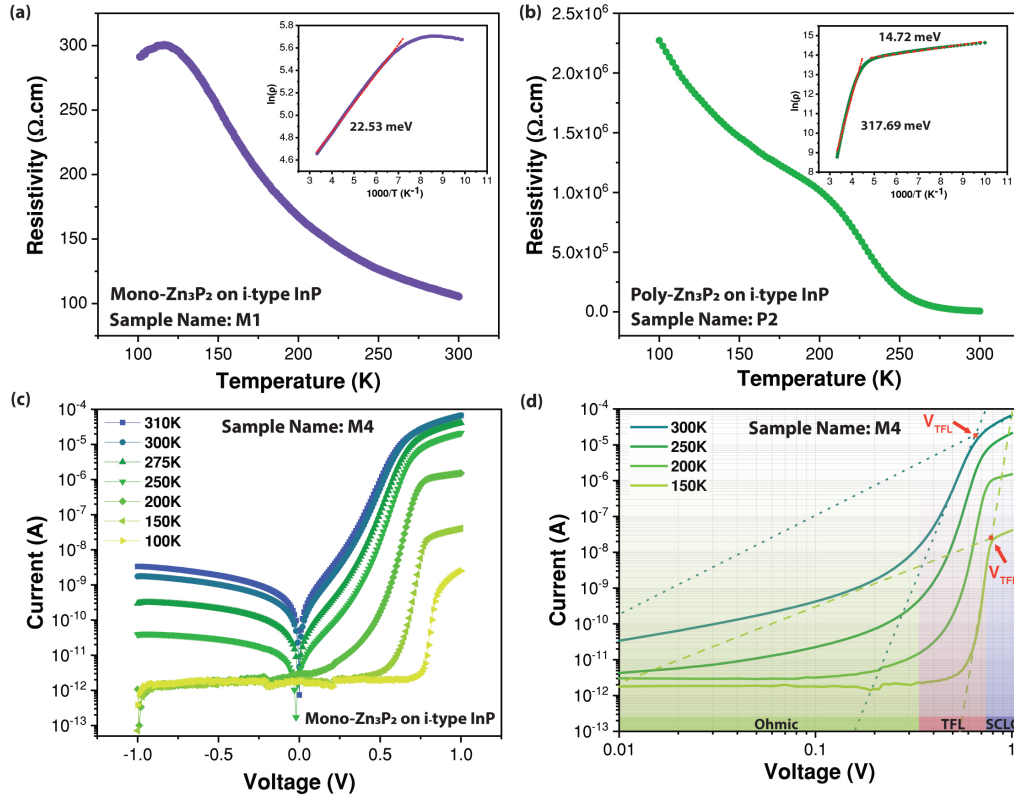 (a)
300
250
200
150
100
Resistivity (Ω.cm)
100 150 200 250 300
Temperature (K)
Mono-Zn₃P₂ on i-type InP
Sample Name: M1
5.8
5.6
5.4
5.2
5.0
4.8
4.6
ln(ρ)
3 4 5 6 7 8 9 10 11
1000/T (K⁻¹)
22.53 meV
(b)
2.5x10⁶
2.0x10⁶
1.5x10⁶
1.0x10⁶
5.0x10⁵
0.0
Resistivity (Ω.cm)
100 150 200 250 300
Temperature (K)
Poly-Zn₃P₂ on i-type InP
Sample Name: P2
16
15
14
13
12
11
10
9
8
ln(ρ)
3 4 5 6 7 8 9 10 11
1000/T (K⁻¹)
14.72 meV
317.69 meV
(c)
10⁻⁴
10⁻⁵
10⁻⁶
10⁻⁷
10⁻⁸
10⁻⁹
10⁻¹⁰
10⁻¹¹
10⁻¹²
10⁻¹³
Current (A)
Sample Name: M4
310K
300K
275K
250K
200K
150K
100K
Mono-Zn₃P₂ on i-type InP
-1.0 -0.5 0.0 0.5 1.0
Voltage (V)
(d)
10⁻⁴
10⁻⁵
10⁻⁶
10⁻⁷
10⁻⁸
10⁻⁹
10⁻¹⁰
10⁻¹¹
10⁻¹²
10⁻¹³
Current (A)
Sample Name: M4
300K
250K
200K
150K
V_TFL
V_TFL
Ohmic TFL SCLC
0.01 0.1 1
Voltage (V)